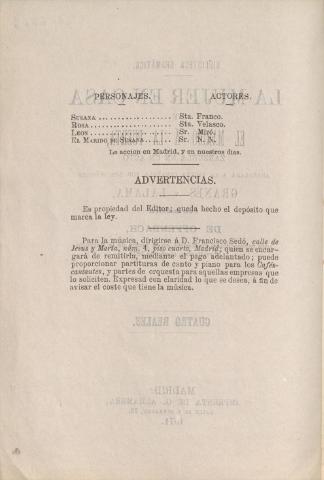 PERSONAJES. ACTORES.
SUSANA Sta. Franco.
ROSA Sta. Velasco.
LEON Sr. Miró.
EL MARIDO DE SUSANA Sr. N. N.
La accion en Madrid, y en nuestros dias.
ADVERTENCIAS.
Es propiedad del Editor; queda hecho el depósito que
marca la ley.
Para la música, dirigirse á D. Francisco Sedó, calle de
Jesus y María, núm. 4, piso cuarto, Madrid; quien se encar-
gará de remitirla, mediante el pago adelantado; puede
proporcionar partituras de canto y piano para los Cafés-
cantantes, y partes de orquesta para aquellas empresas que
lo soliciten. Expresad con claridad lo que se desea, á fin de
avisar el coste que tiene la música.